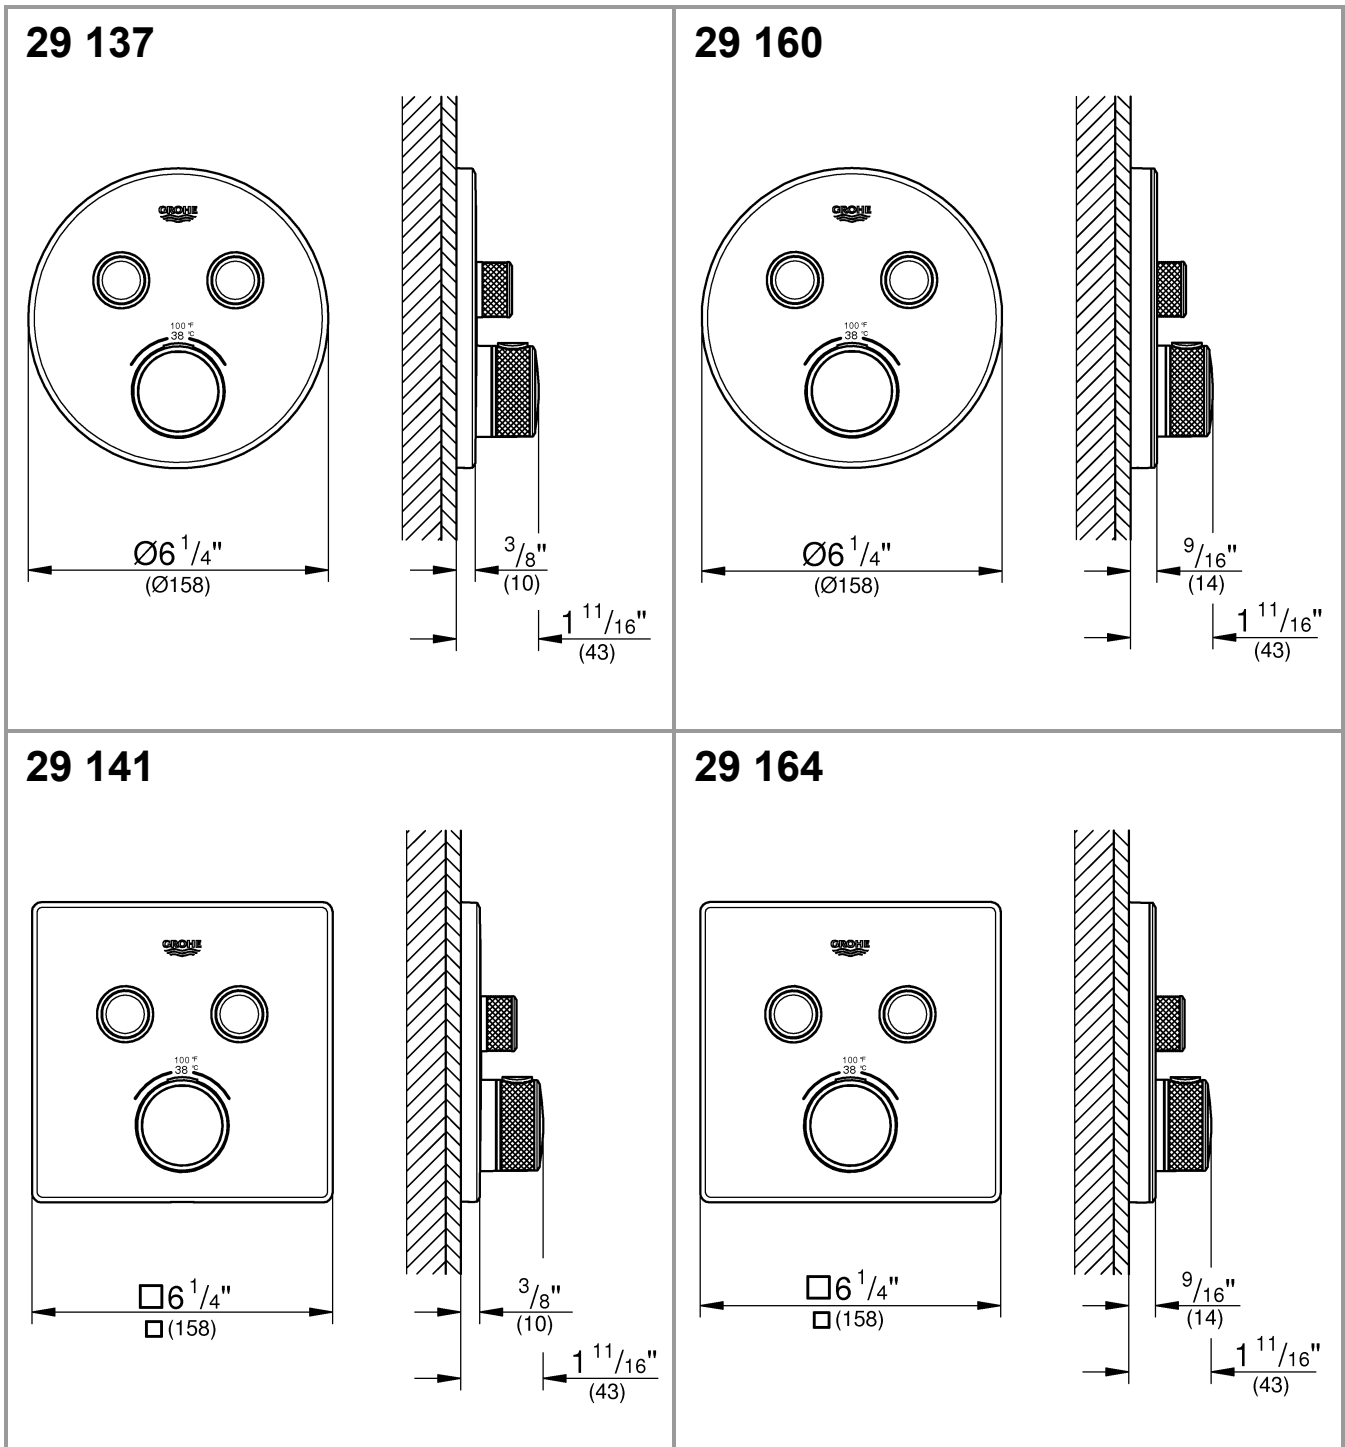 29 137
GROHE
100 °F
38 °C
Ø6 1/4"
(Ø158)
3/8"
(10)
1 11/16"
(43)
29 160
GROHE
100 °F
38 °C
Ø6 1/4"
(Ø158)
9/16"
(14)
1 11/16"
(43)
29 141
GROHE
100 °F
38 °C
□6 1/4"
□(158)
3/8"
(10)
1 11/16"
(43)
29 164
GROHE
100 °F
38 °C
□6 1/4"
□(158)
9/16"
(14)
1 11/16"
(43)